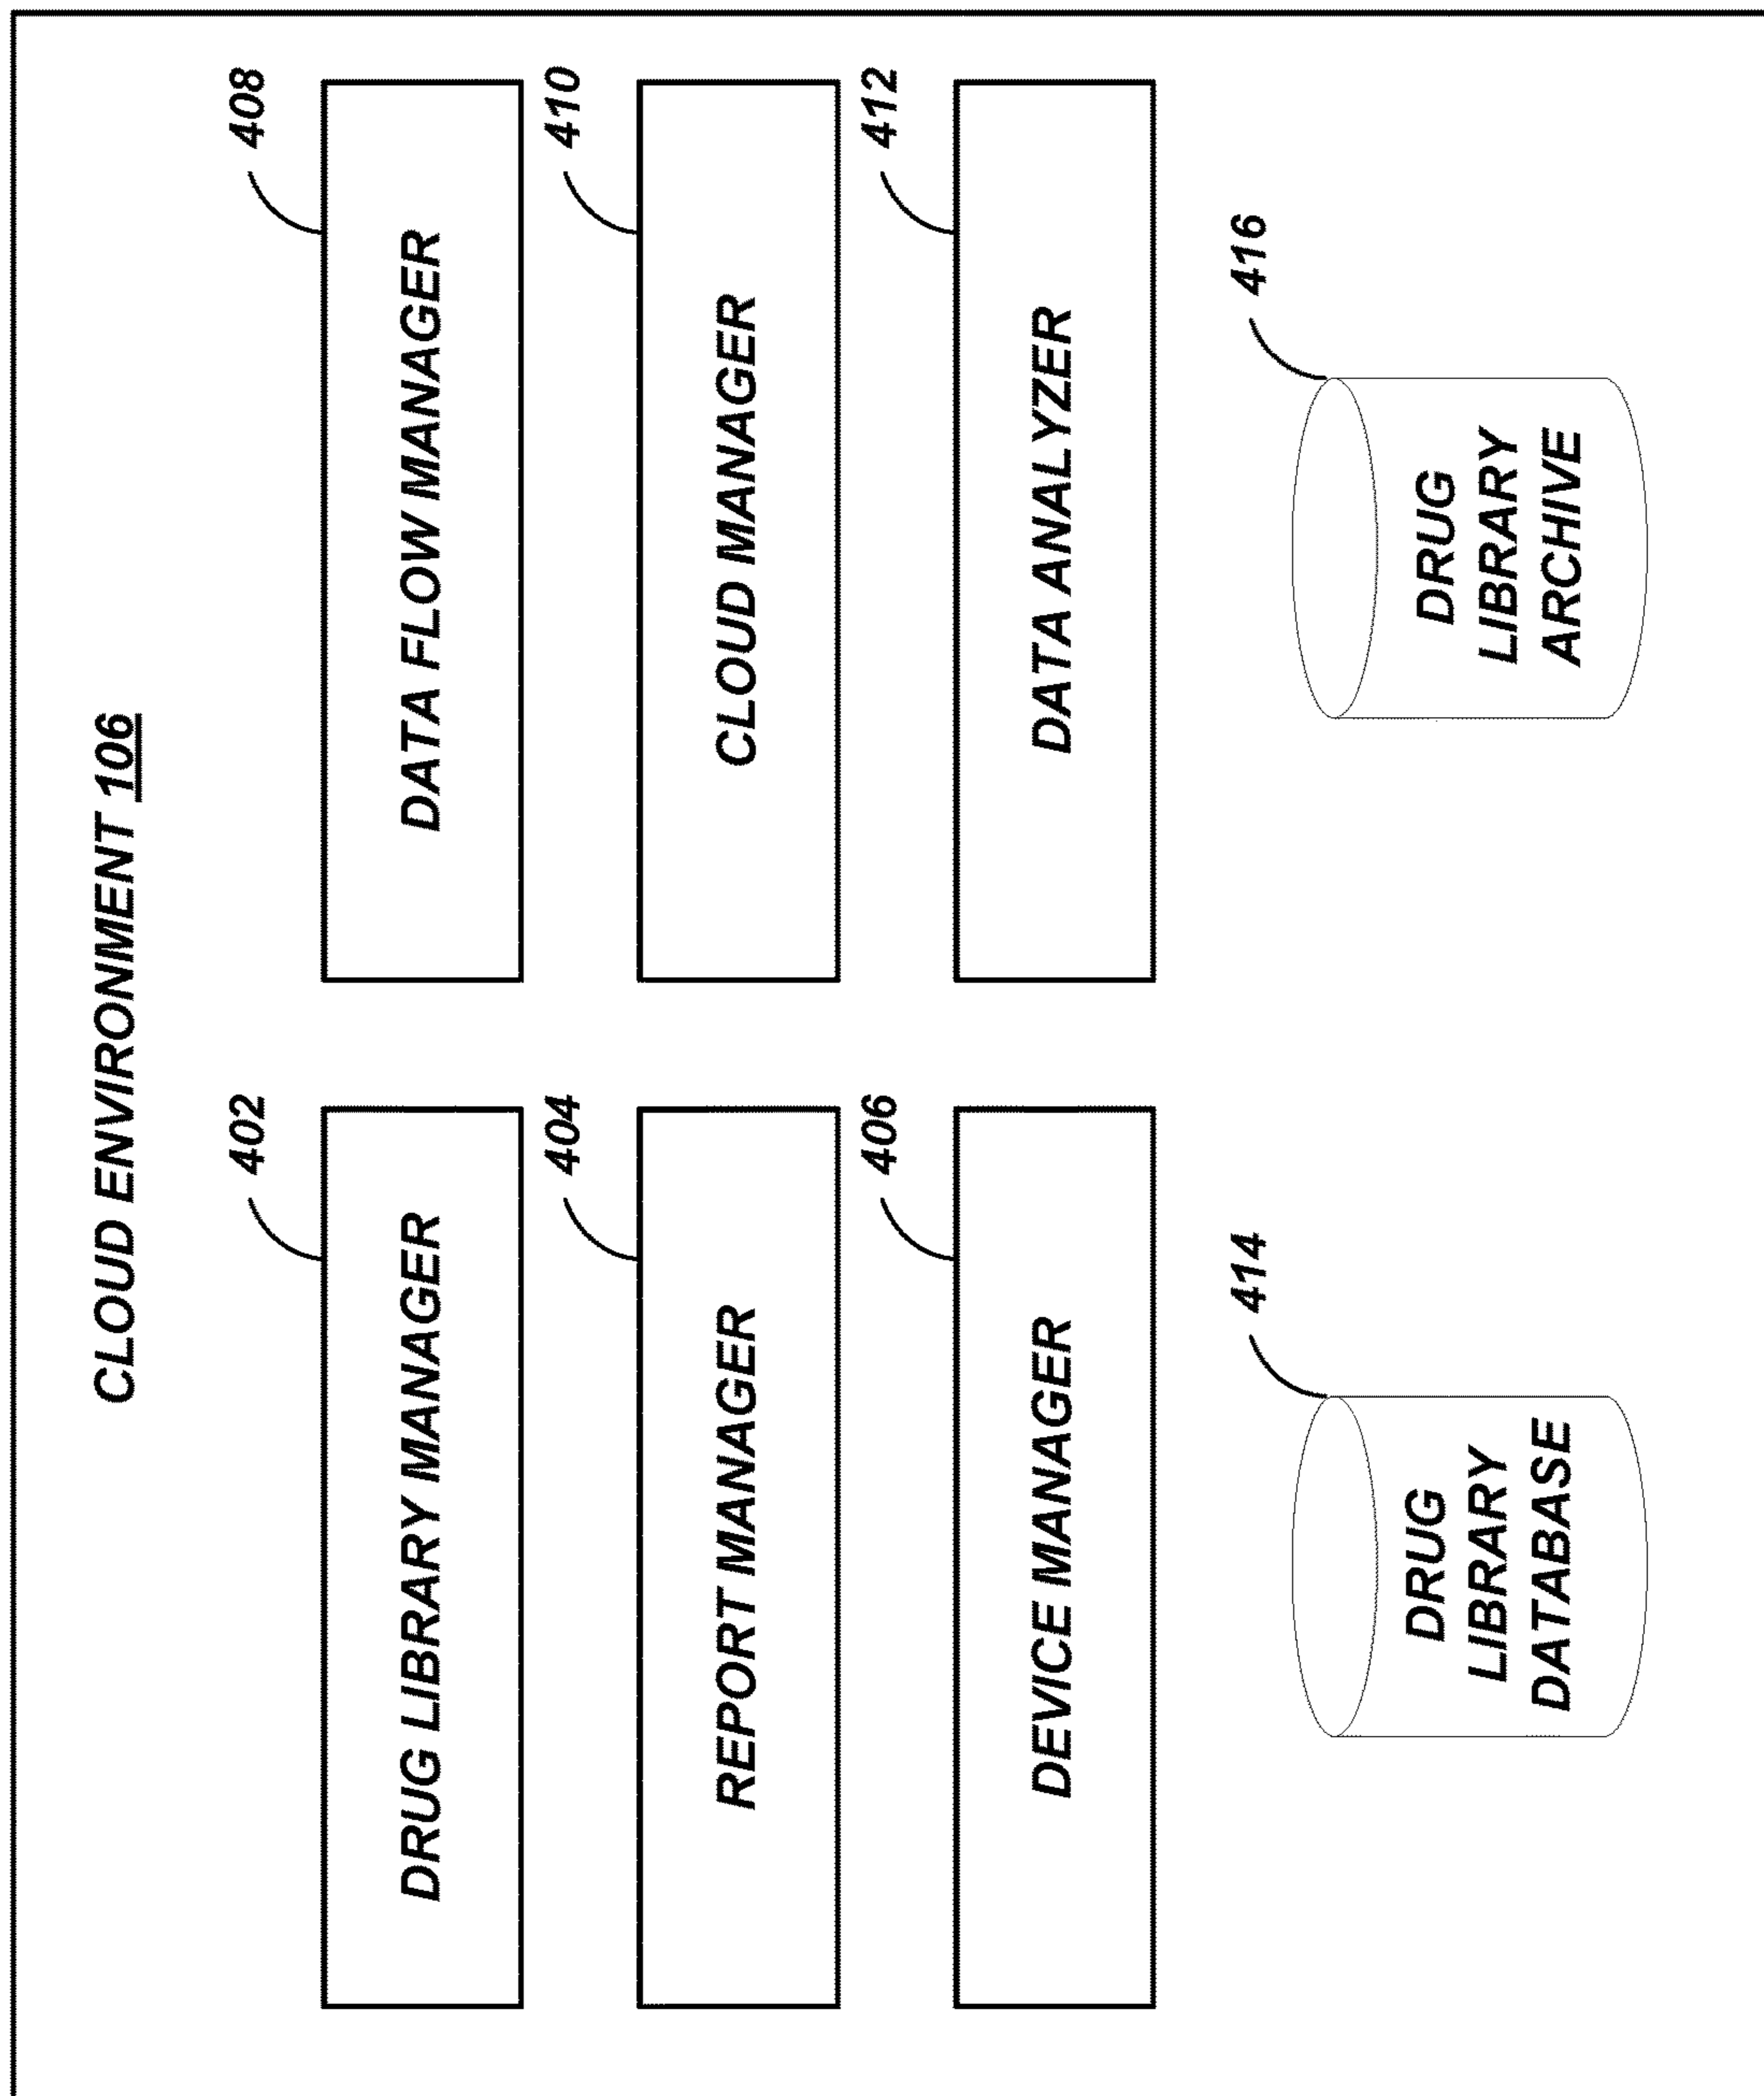 CLOUD ENVIRONMENT 106
402
DRUG LIBRARY MANAGER
408
DATA FLOW MANAGER
404
REPORT MANAGER
410
CLOUD MANAGER
406
DEVICE MANAGER
412
DATA ANALYZER
414
DRUG
LIBRARY
DATABASE
416
DRUG
LIBRARY
ARCHIVE